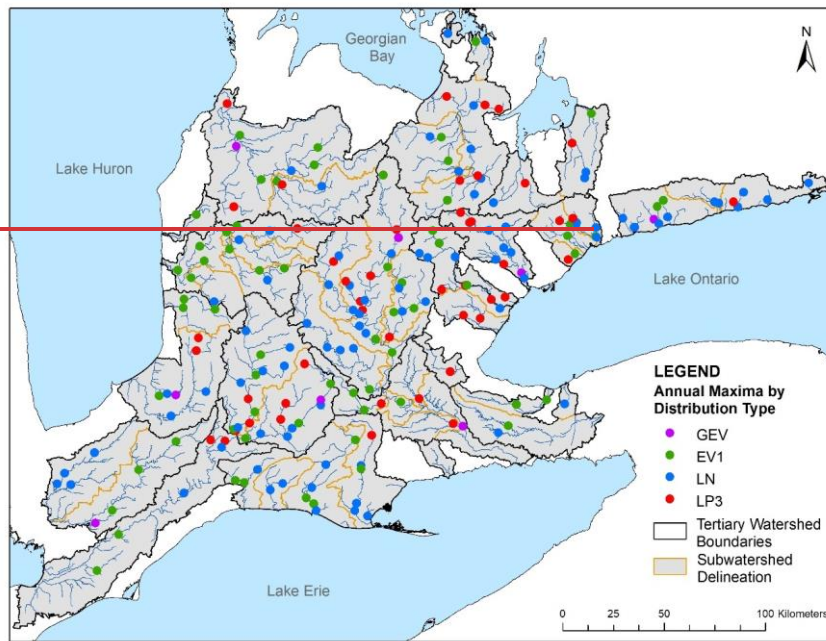 Georgian
Bay
N
Lake Huron
Lake Ontario
LEGEND
Annual Maxima by
Distribution Type
GEV
EV1
LN
LP3
Tertiary Watershed
Boundaries
Subwatershed
Delineation
Lake Erie
0 25 50 100 Kilometers